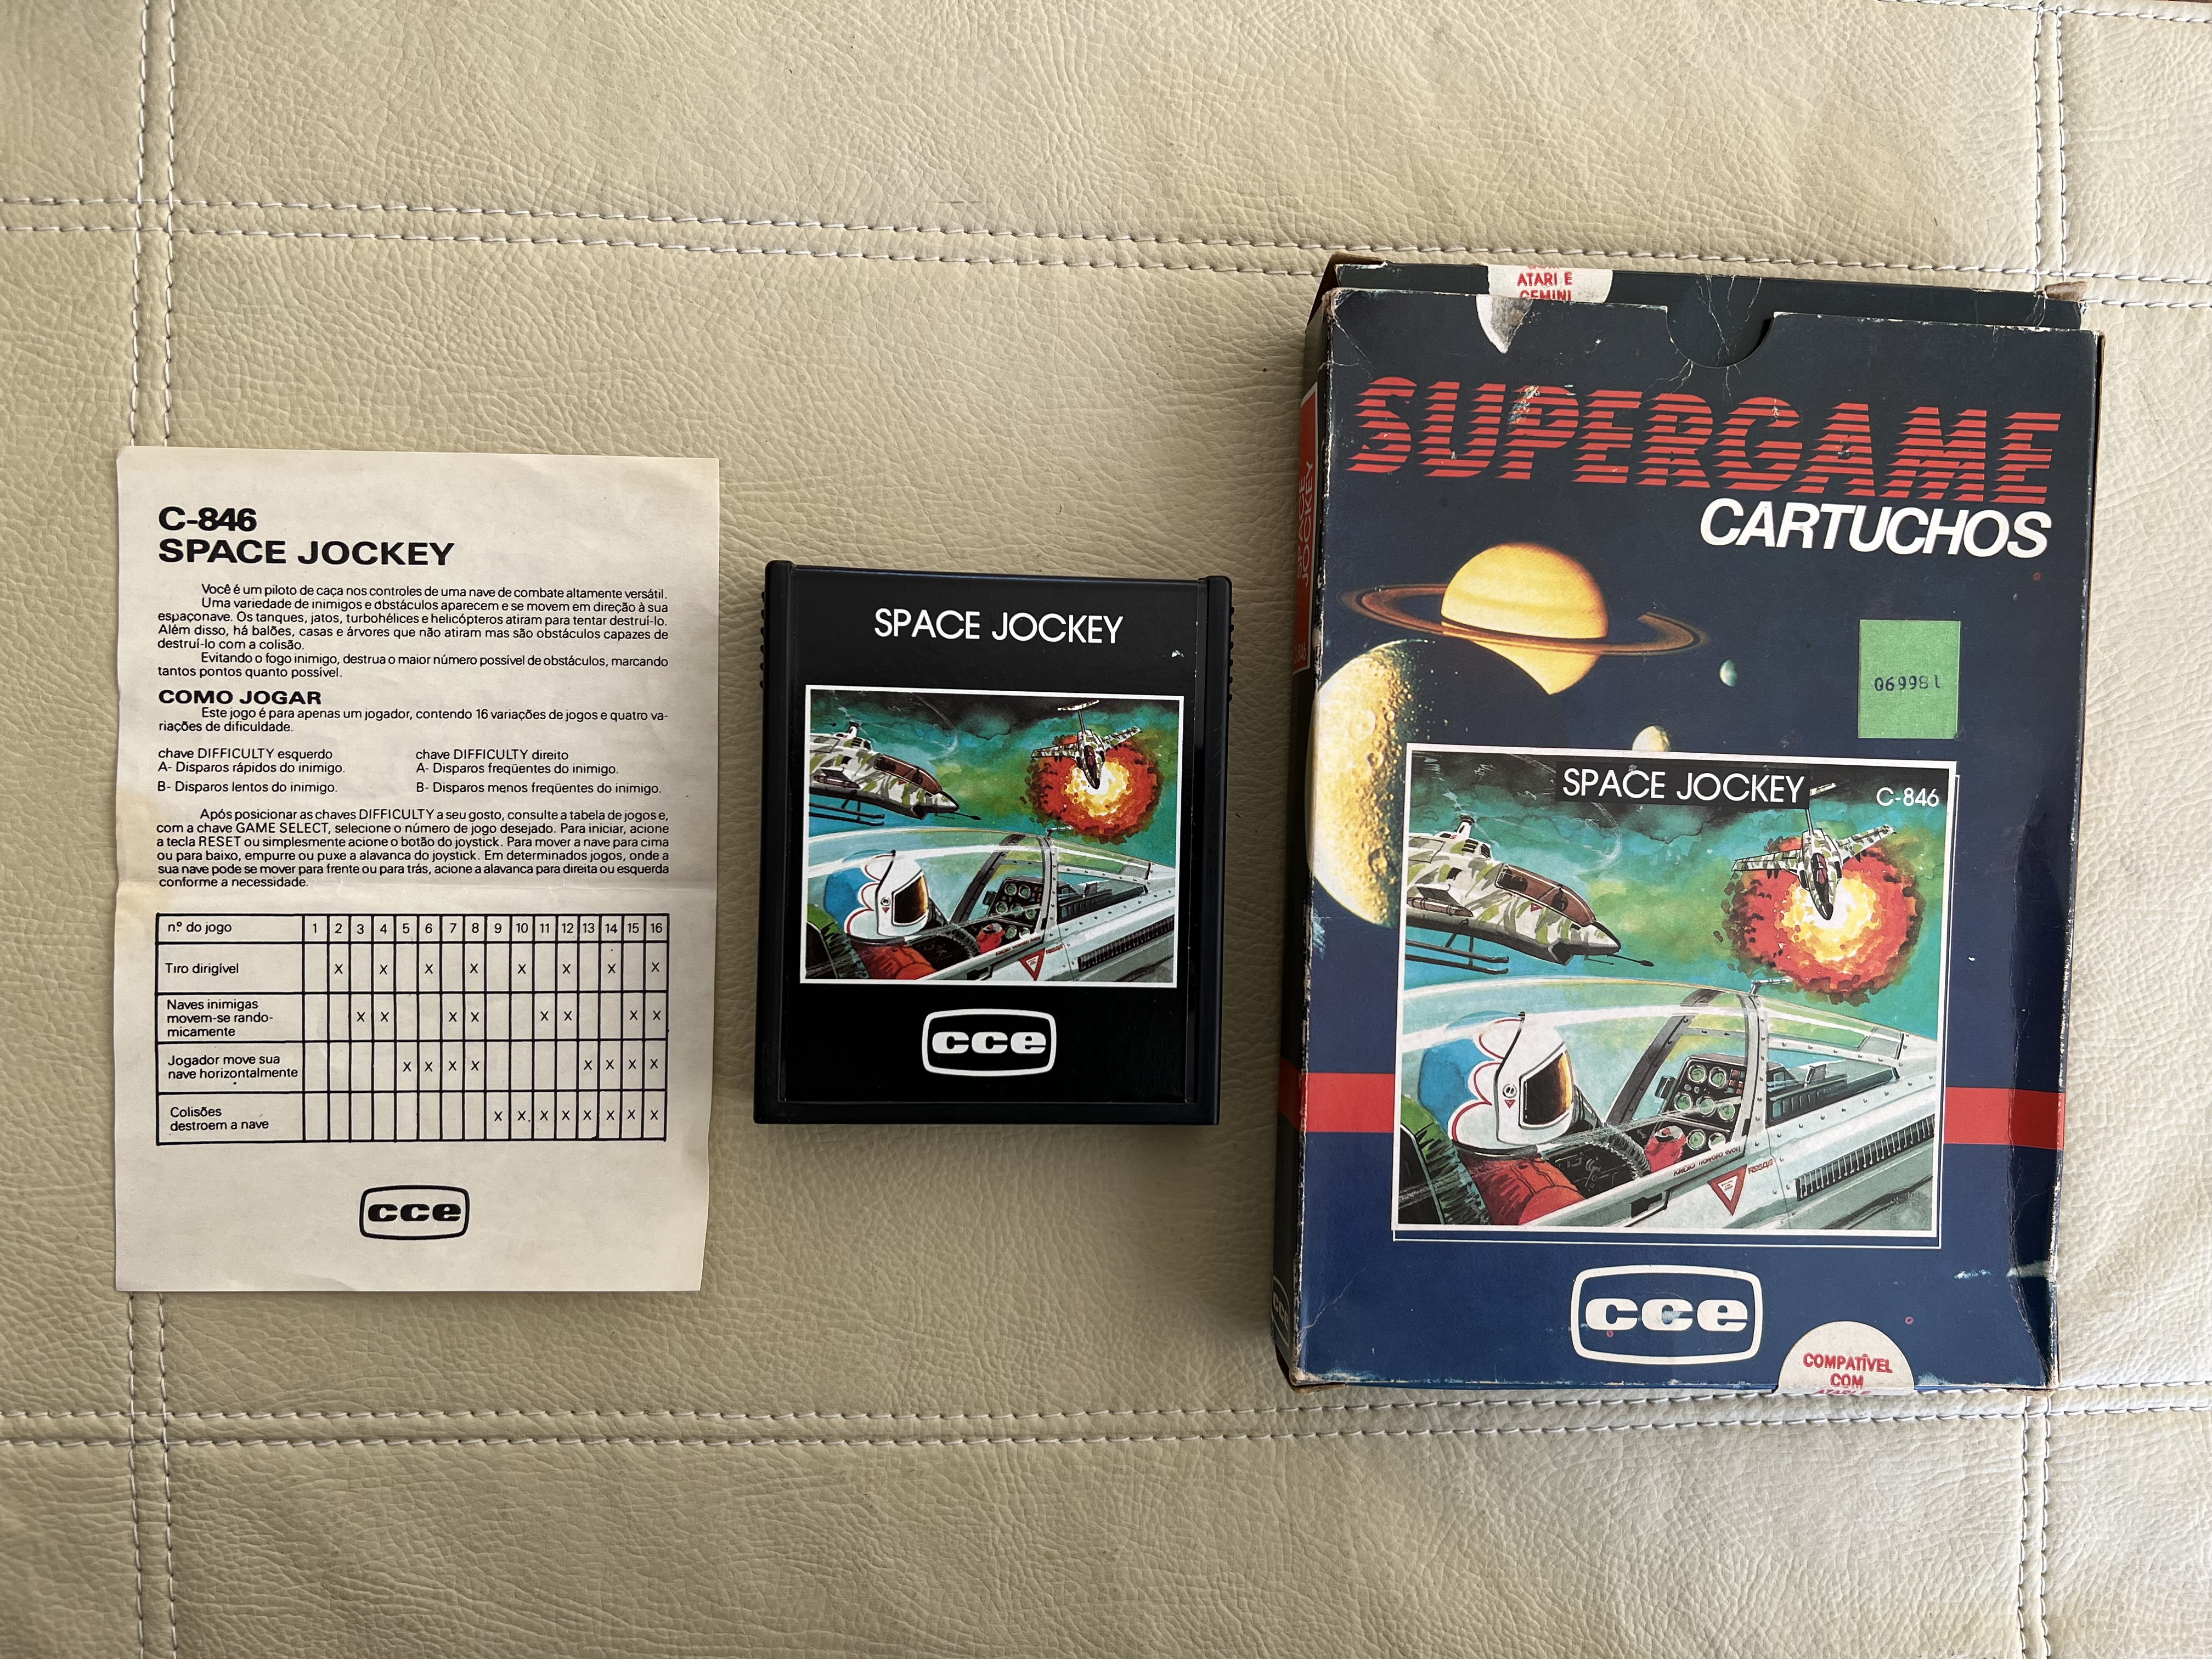 C-846
SPACE JOCKEY
Você é um piloto de caça nos controles de uma nave de combate altamente versátil.
Uma variedade de inimigos e obstáculos aparecem e se movem em direção à sua
espaçonave. Os tanques, jatos, turbohélices e helicópteros atiram para tentar destruí-lo.
Além disso, há balões, casas e árvores que não atiram mas são obstáculos capazes de
destruí-lo com a colisão.
Evitando o fogo inimigo, destrua o maior número possível de obstáculos, marcando
tantos pontos quanto possível.
COMO JOGAR
Este jogo é para apenas um jogador, contendo 16 variações de jogos e quatro va-
riações de dificuldade.
chave DIFFICULTY esquerdo
A- Disparos rápidos do inimigo.
B- Disparos lentos do inimigo.
chave DIFFICULTY direito
A- Disparos freqüentes do inimigo.
B- Disparos menos freqüentes do inimigo.
Após posicionar as chaves DIFFICULTY a seu gosto, consulte a tabela de jogos e,
com a chave GAME SELECT, selecione o número de jogo desejado. Para iniciar, acione
a tecla RESET ou simplesmente acione o botão do joystick. Para mover a nave para cima
ou para baixo, empurre ou puxe a alavanca do joystick. Em determinados jogos, onde a
sua nave pode se mover para frente ou para trás, acione a alavanca para direita ou esquerda
conforme a necessidade.
n.º do jogo 1 2 3 4 5 6 7 8 9 10 11 12 13 14 15 16
Tiro dirigível x x x x x x x x
Naves inimigas
movem-se rando-
micamente x x x x x x x x
Jogador move sua
nave horizontalmente x x x x x x x x
Colisões
destroem a nave x x x x x x x x
cce
SPACE JOCKEY
cce
ATARI E
GEMINI
SUPERGAME
CARTUCHOS
069981
SPACE JOCKEY
C-846
cce
COMPATÍVEL
COM
ATARI E
SPACE
JOCKEY
cce